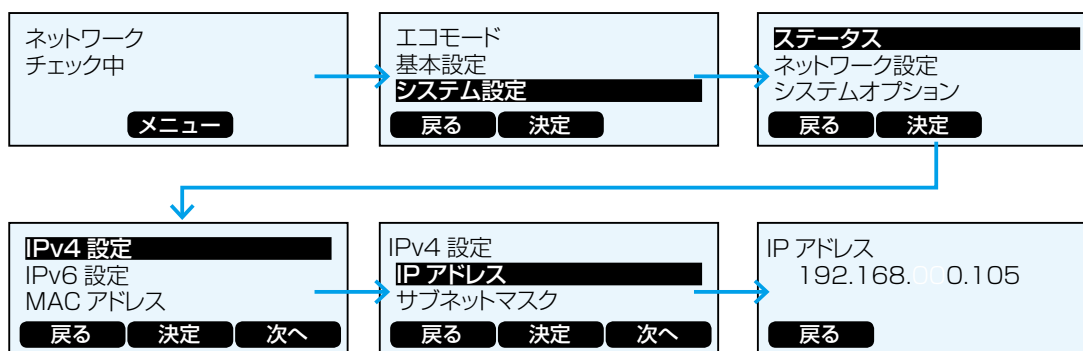 ネットワーク
チェック中
メニュー
エコモード
基本設定
システム設定
戻る 決定
ステータス
ネットワーク設定
システムオプション
戻る 決定
IPv4 設定
IPv6 設定
MAC アドレス
戻る 決定 次へ
IPv4 設定
IP アドレス
サブネットマスク
戻る 決定 次へ
IP アドレス
192.168.000.105
戻る